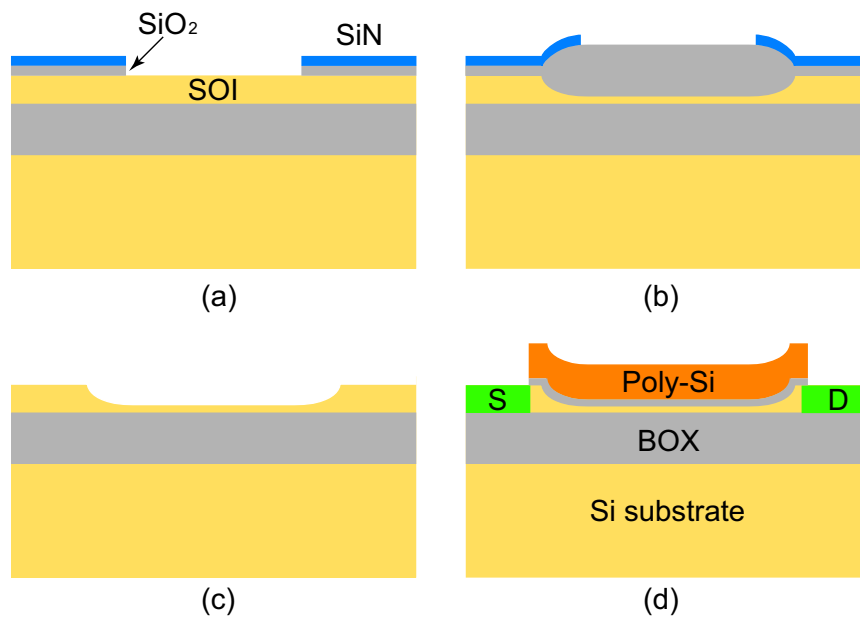 SiO₂
SiN
SOI
(a)
(b)
(c)
Poly-Si
S
D
BOX
Si substrate
(d)